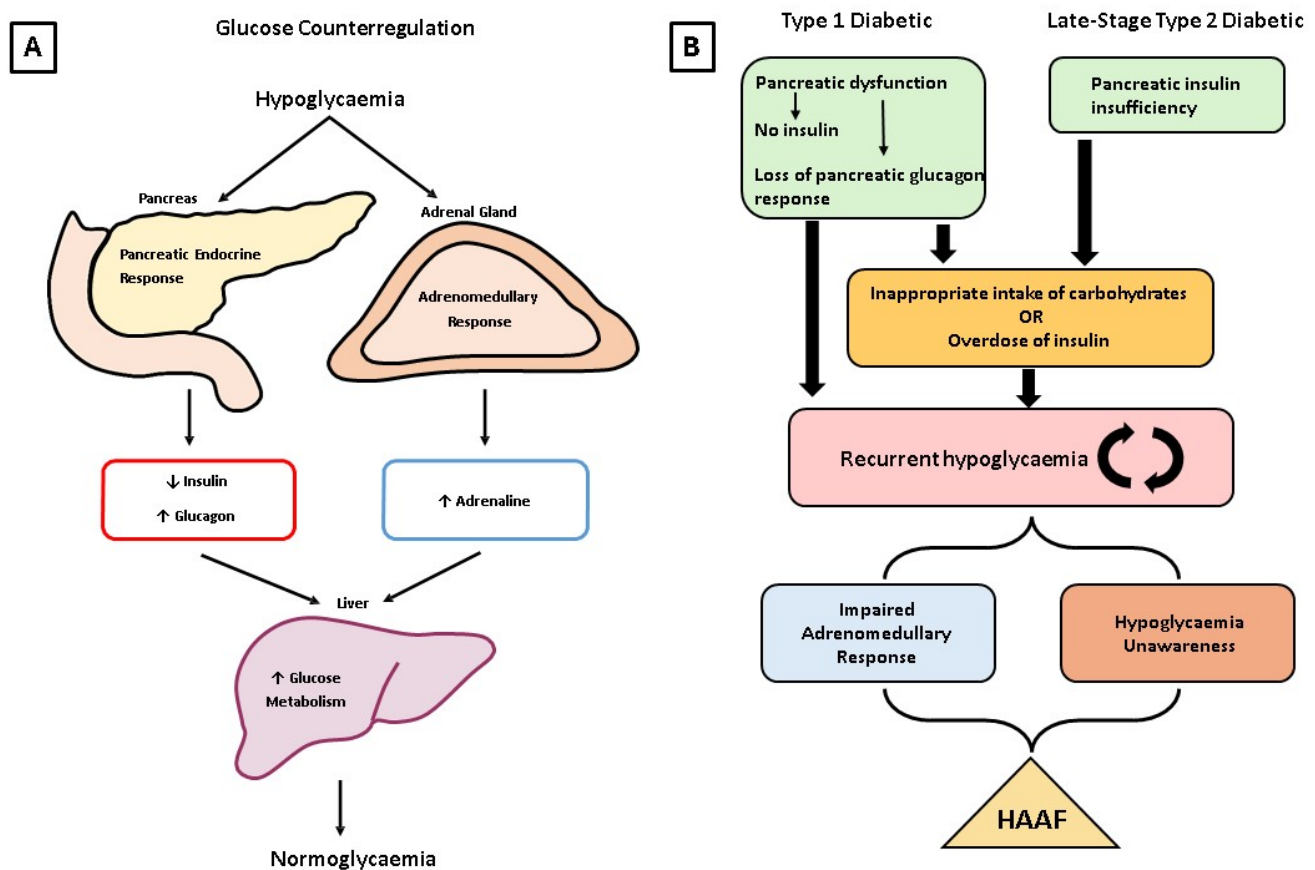 A
Glucose Counterregulation
Hypoglycaemia
Pancreas
Pancreatic Endocrine
Response
Adrenal Gland
Adrenomedullary
Response
↓ Insulin
↑ Glucagon
↑ Adrenaline
Liver
↑ Glucose
Metabolism
Normoglycaemia
B
Type 1 Diabetic
Late-Stage Type 2 Diabetic
Pancreatic dysfunction
No insulin
Loss of pancreatic glucagon
response
Pancreatic insulin
insufficiency
Inappropriate intake of carbohydrates
OR
Overdose of insulin
Recurrent hypoglycaemia
Impaired
Adrenomedullary
Response
Hypoglycaemia
Unawareness
HAAF